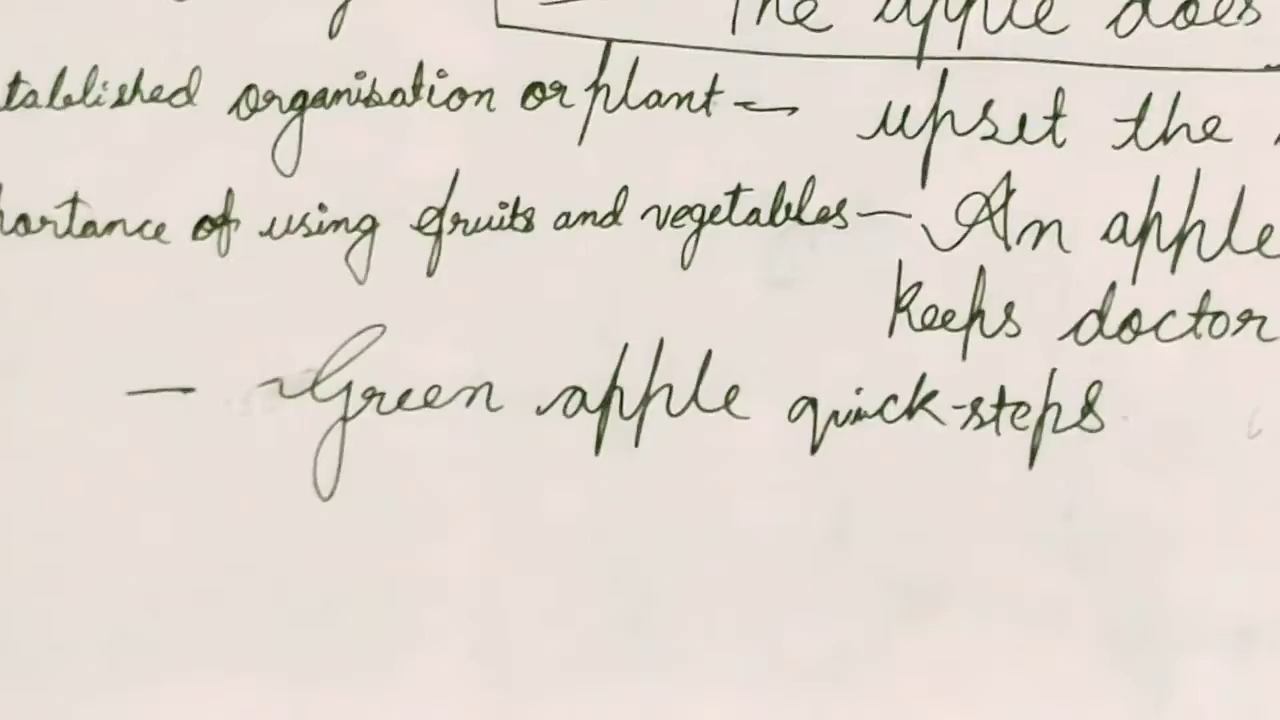 The apple does
tablished organisation or plant — upset the
portance of using fruits and vegetables — An apple
keeps doctor
— Green apple quick-steps